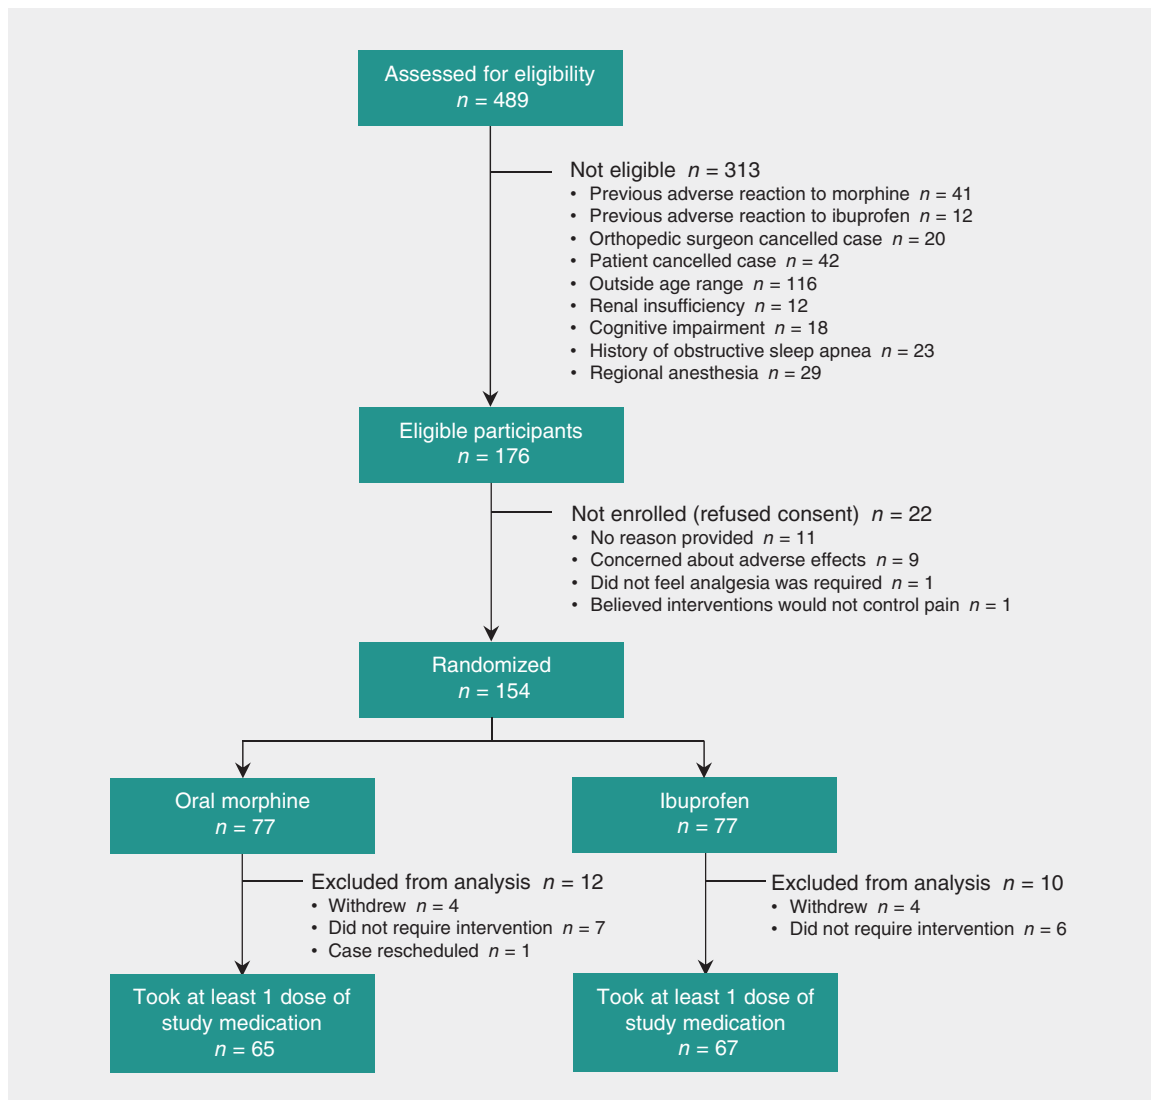 Assessed for eligibility
n = 489
Not eligible n = 313
• Previous adverse reaction to morphine n = 41
• Previous adverse reaction to ibuprofen n = 12
• Orthopedic surgeon cancelled case n = 20
• Patient cancelled case n = 42
• Outside age range n = 116
• Renal insufficiency n = 12
• Cognitive impairment n = 18
• History of obstructive sleep apnea n = 23
• Regional anesthesia n = 29
Eligible participants
n = 176
Not enrolled (refused consent) n = 22
• No reason provided n = 11
• Concerned about adverse effects n = 9
• Did not feel analgesia was required n = 1
• Believed interventions would not control pain n = 1
Randomized
n = 154
Oral morphine
n = 77
Excluded from analysis n = 12
• Withdrew n = 4
• Did not require intervention n = 7
• Case rescheduled n = 1
Took at least 1 dose of
study medication
n = 65
Ibuprofen
n = 77
Excluded from analysis n = 10
• Withdrew n = 4
• Did not require intervention n = 6
Took at least 1 dose of
study medication
n = 67